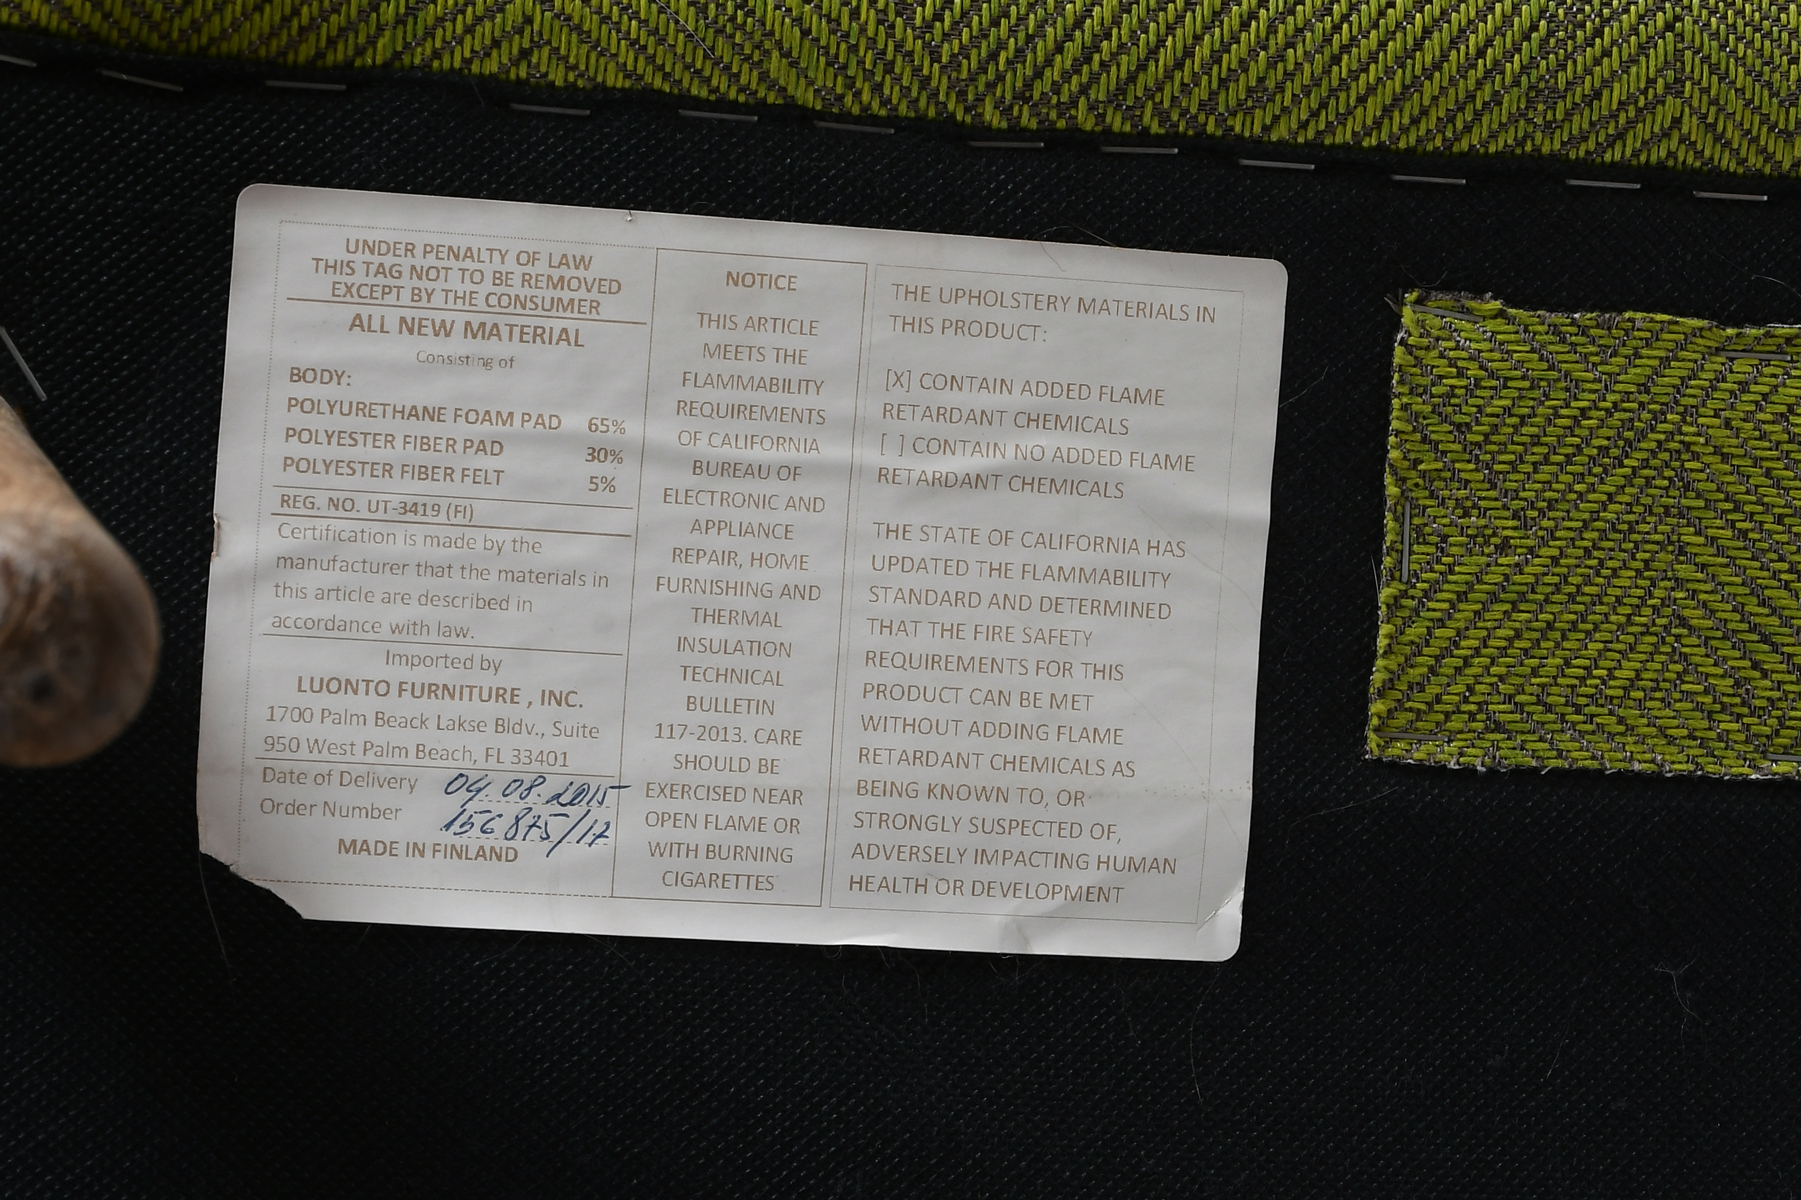 UNDER PENALTY OF LAW
THIS TAG NOT TO BE REMOVED
EXCEPT BY THE CONSUMER
ALL NEW MATERIAL
Consisting of
BODY:
POLYURETHANE FOAM PAD 65%
POLYESTER FIBER PAD 30%
POLYESTER FIBER FELT 5%
REG. NO. UT-3419 (FI)
Certification is made by the
manufacturer that the materials in
this article are described in
accordance with law.
Imported by
LUONTO FURNITURE , INC.
1700 Palm Beack Lakse Bldv., Suite
950 West Palm Beach, FL 33401
Date of Delivery 04.08.2015
Order Number 156875/17
MADE IN FINLAND
NOTICE
THIS ARTICLE
MEETS THE
FLAMMABILITY
REQUIREMENTS
OF CALIFORNIA
BUREAU OF
ELECTRONIC AND
APPLIANCE
REPAIR, HOME
FURNISHING AND
THERMAL
INSULATION
TECHNICAL
BULLETIN
117-2013. CARE
SHOULD BE
EXERCISED NEAR
OPEN FLAME OR
WITH BURNING
CIGARETTES
THE UPHOLSTERY MATERIALS IN
THIS PRODUCT:
[X] CONTAIN ADDED FLAME
RETARDANT CHEMICALS
[ ] CONTAIN NO ADDED FLAME
RETARDANT CHEMICALS
THE STATE OF CALIFORNIA HAS
UPDATED THE FLAMMABILITY
STANDARD AND DETERMINED
THAT THE FIRE SAFETY
REQUIREMENTS FOR THIS
PRODUCT CAN BE MET
WITHOUT ADDING FLAME
RETARDANT CHEMICALS AS
BEING KNOWN TO, OR
STRONGLY SUSPECTED OF,
ADVERSELY IMPACTING HUMAN
HEALTH OR DEVELOPMENT